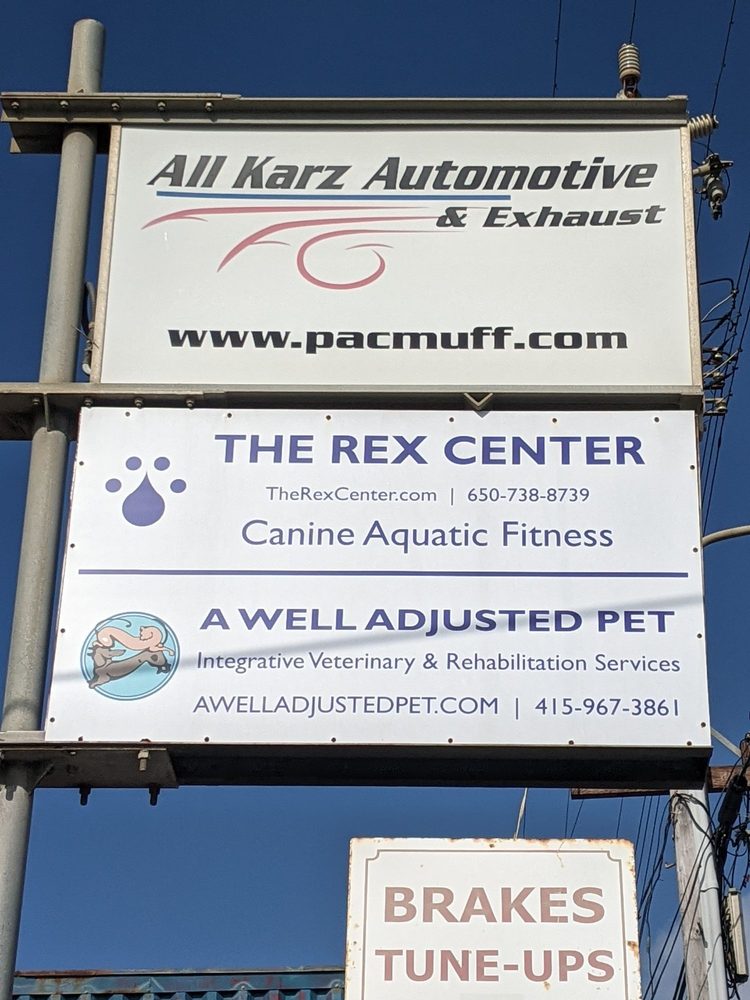 All Karz Automotive
& Exhaust
www.pacmuff.com
THE REX CENTER
TheRexCenter.com | 650-738-8739
Canine Aquatic Fitness
A WELL ADJUSTED PET
Integrative Veterinary & Rehabilitation Services
AWELLADJUSTEDPET.COM | 415-967-3861
BRAKES
TUNE-UPS